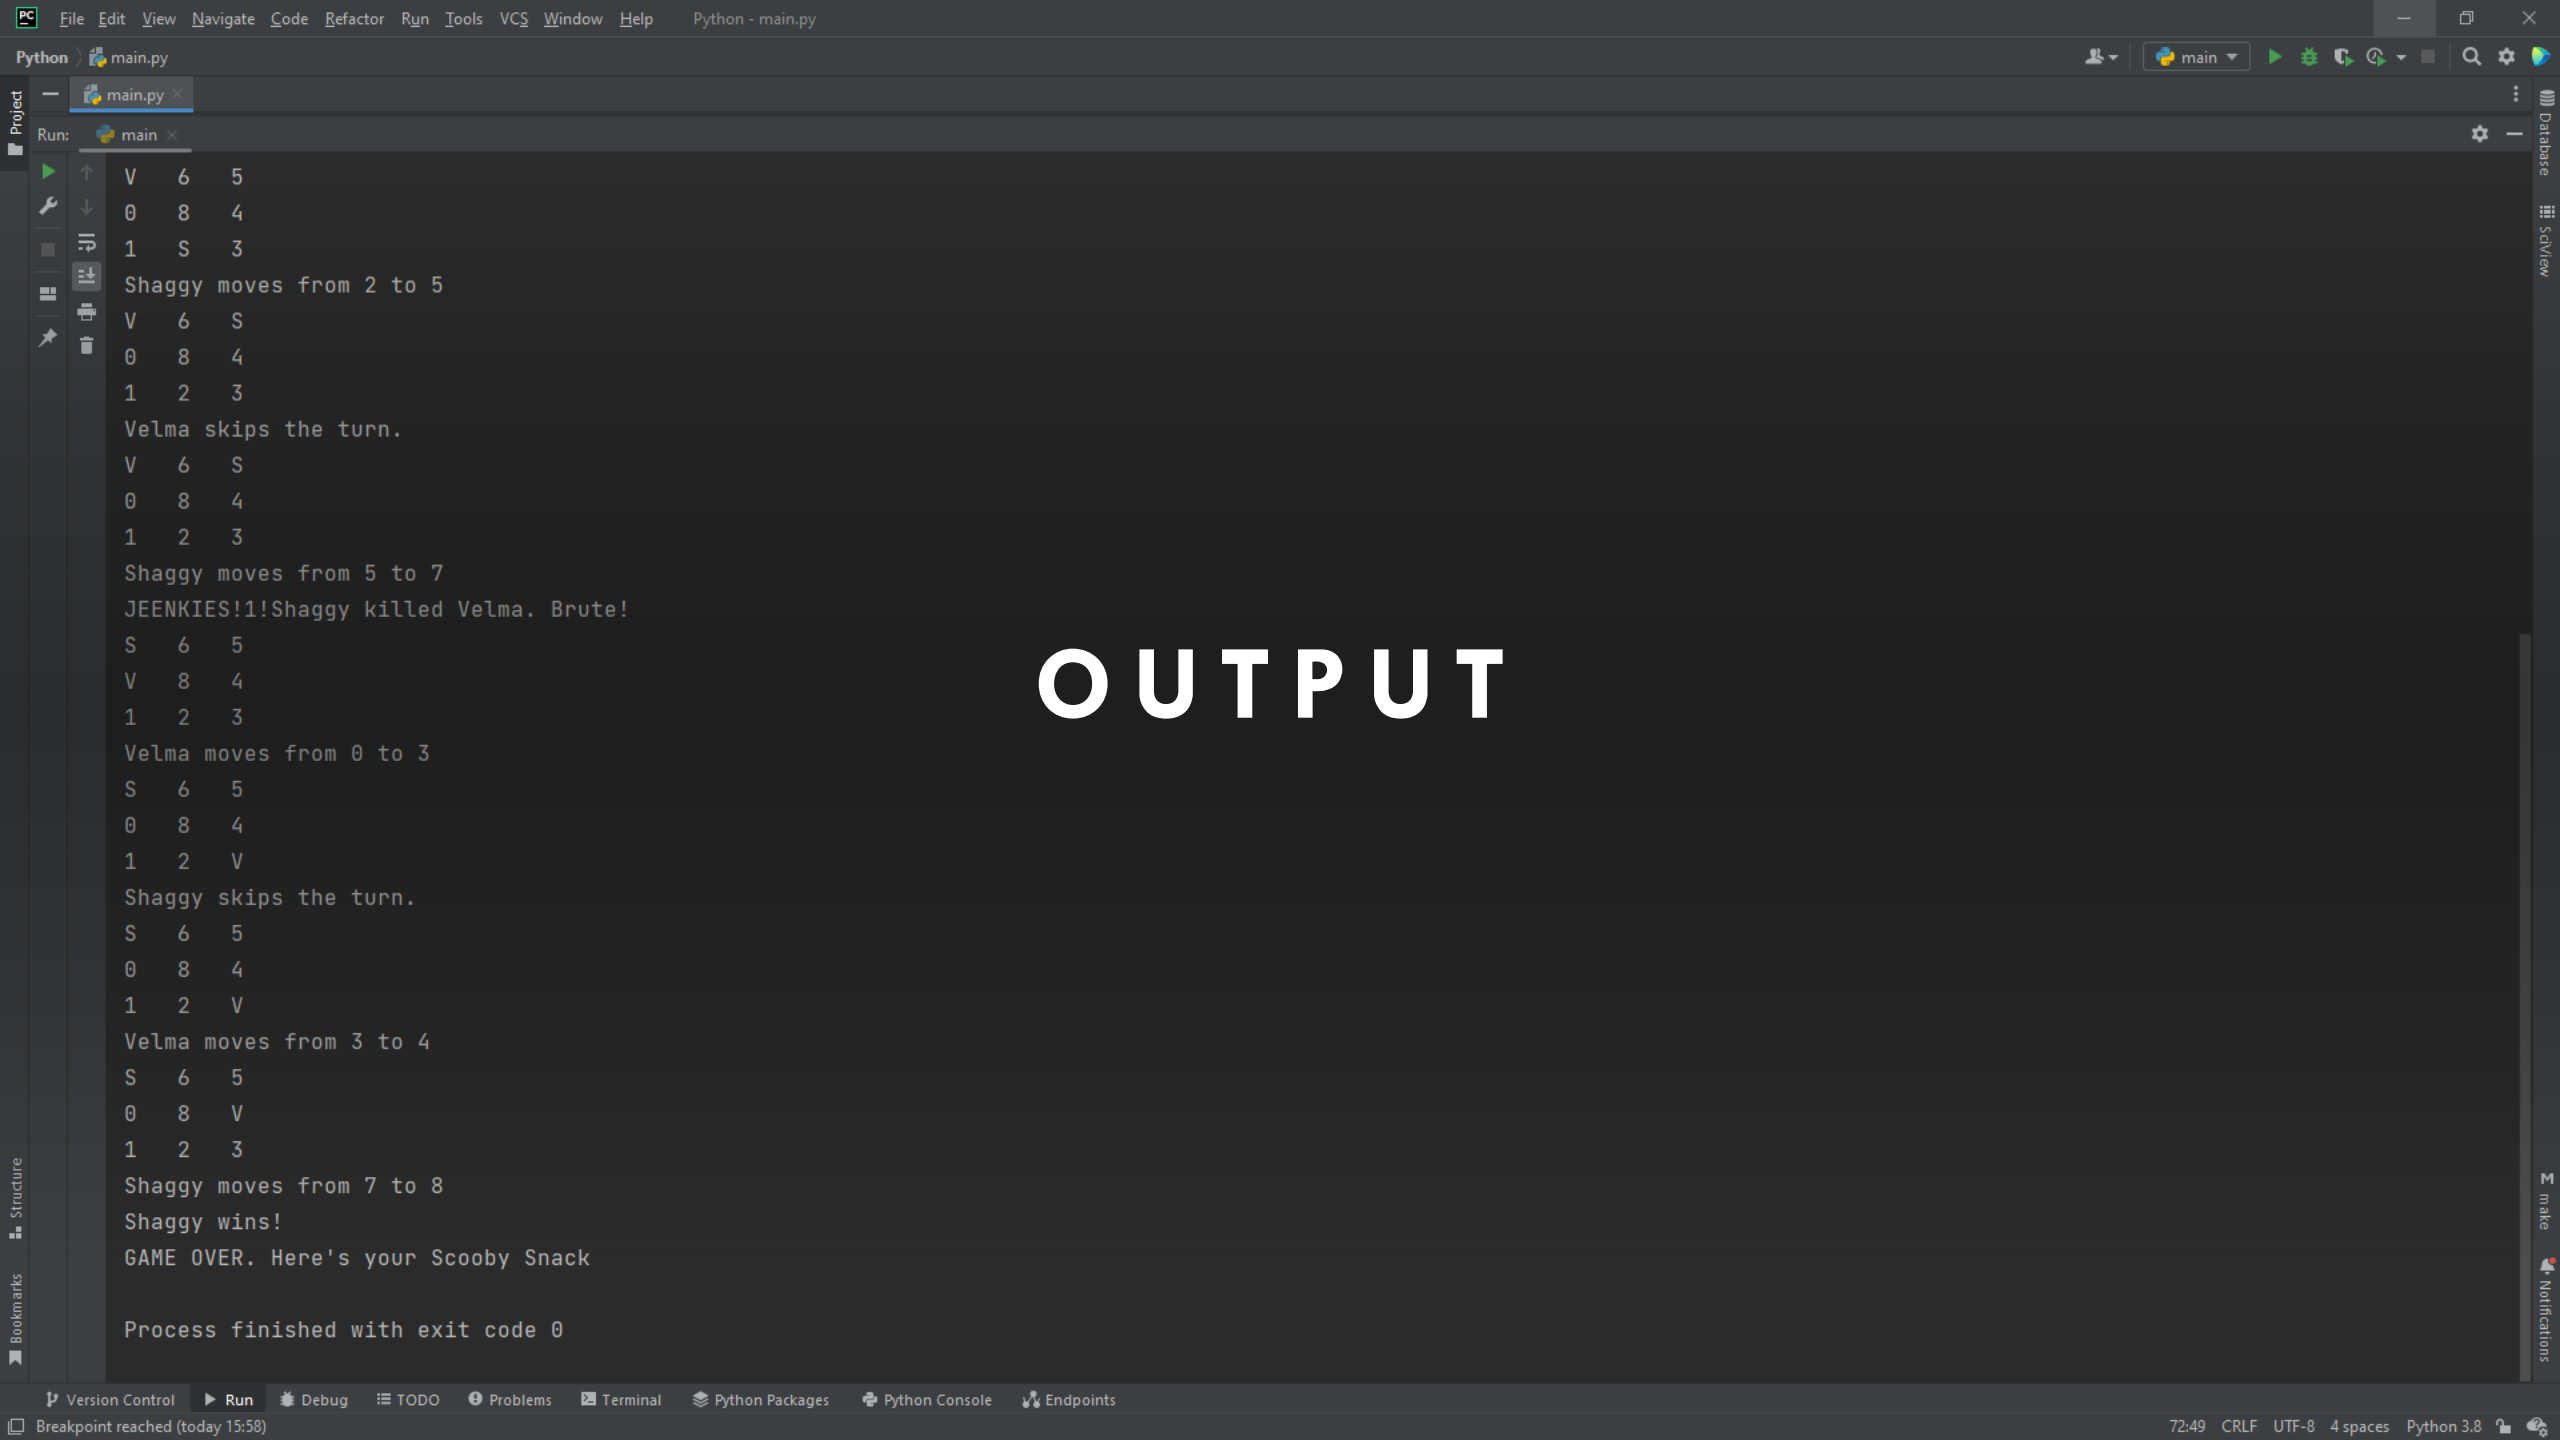 PC File Edit View Navigate Code Refactor Run Tools VCS Window Help Python - main.py
Python main.py
main
Project
main.py
Run: main
Database
SciView
V 6 5
0 8 4
1 S 3
Shaggy moves from 2 to 5
V 6 S
0 8 4
1 2 3
Velma skips the turn.
V 6 S
0 8 4
1 2 3
Shaggy moves from 5 to 7
JEENKIES!1!Shaggy killed Velma. Brute!
S 6 5
V 8 4
1 2 3
OUTPUT
Velma moves from 0 to 3
S 6 5
0 8 4
1 2 V
Shaggy skips the turn.
S 6 5
0 8 4
1 2 V
Velma moves from 3 to 4
S 6 5
0 8 V
1 2 3
Shaggy moves from 7 to 8
Shaggy wins!
GAME OVER. Here's your Scooby Snack
Process finished with exit code 0
Structure
Bookmarks
M make
Notifications
Version Control Run Debug TODO Problems Terminal Python Packages Python Console Endpoints
Breakpoint reached (today 15:58) 72:49 CRLF UTF-8 4 spaces Python 3.8